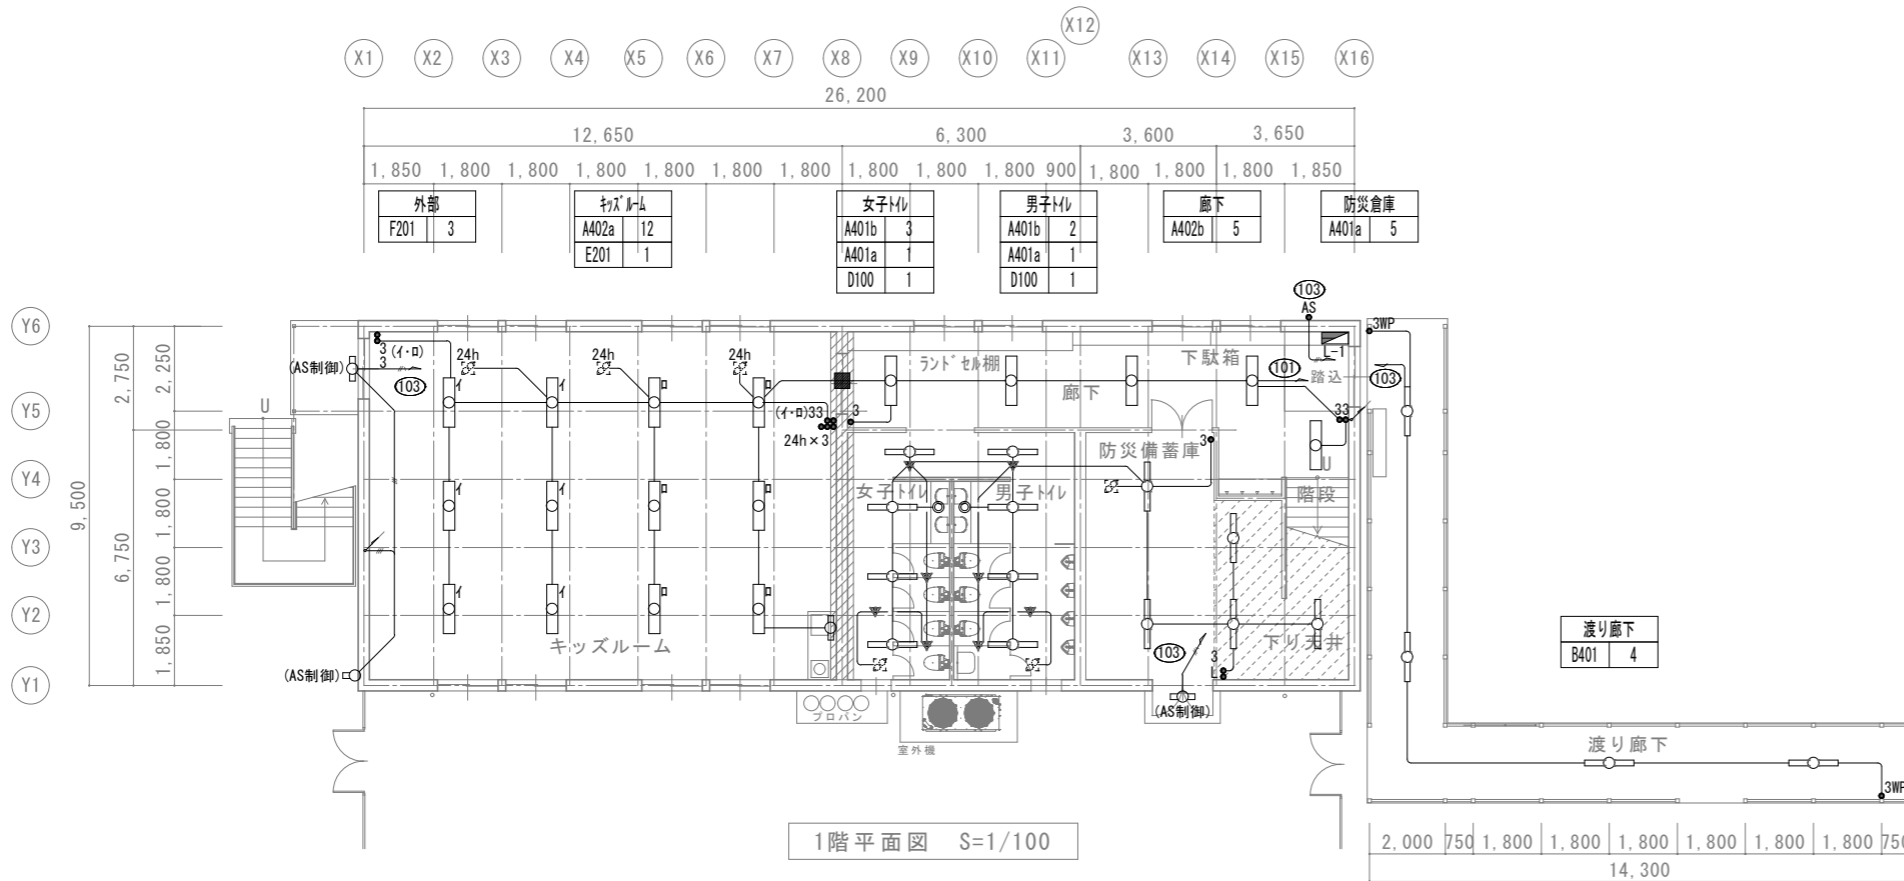 X12
X1 X2 X3 X4 X5 X6 X7 X8 X9 X10 X11 X13 X14 X15 X16
26,200
12,650 6,300 3,600 3,650
1,850 1,800 1,800 1,800 1,800 1,800 1,800 1,800 1,800 1,800 900 1,800 1,800 1,800 1,850
外部
F201 3
キッズルーム
A402a 12
E201 1
女子トイレ
A401b 3
A401a 1
D100 1
男子トイレ
A401b 2
A401a 1
D100 1
廊下
A402b 5
防災倉庫
A401a 5
Y6
Y5
Y4
Y3
Y2
Y1
9,500
2,750
6,750
2,250
1,800
1,800
1,800
1,850
103
AS
L-1
3WP
(AS制御)
3
3
(イ・ロ)
103
24h
24h
24h
イ
イ
ロ
ロ
ランドセル棚
下駄箱
101
踏込
103
廊下
U
(イ・ロ)33
3
24h×3
33
防災備蓄庫
3
U
女子トイレ
男子トイレ
階段
イ
イ
ロ
ロ
イ
イ
ロ
ロ
キッズルーム
下り天井
103
3
L
(AS制御)
(AS制御)
プロパン
室外機
渡り廊下
B401 4
渡り廊下
3WP
1階平面図 S=1/100
2,000 750 1,800 1,800 1,800 1,800 1,800 1,800 750
14,300